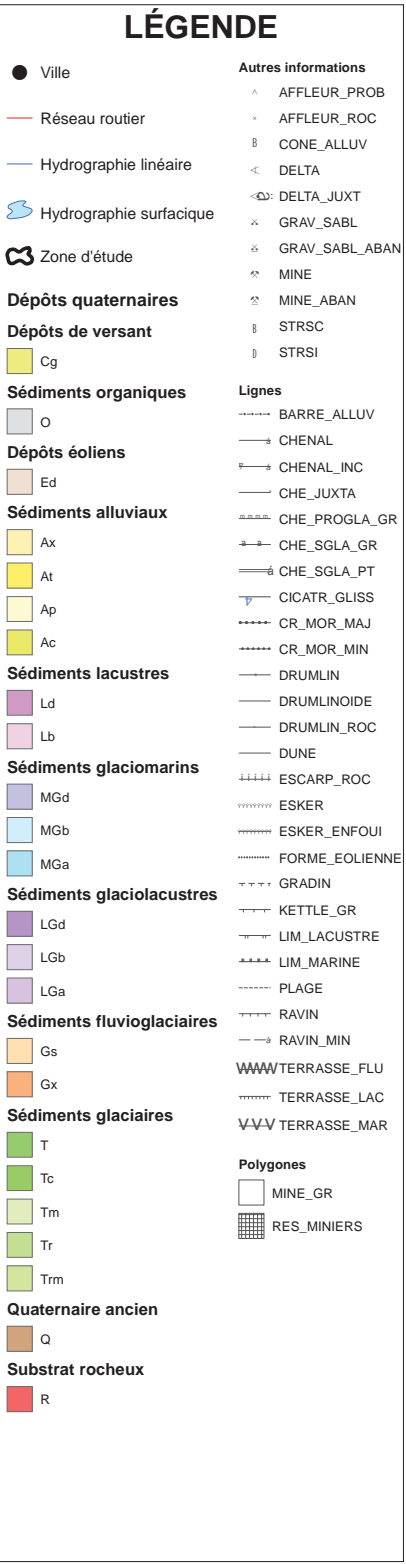 LÉGENDE
Ville
Réseau routier
Hydrographie linéaire
Hydrographie surfacique
Zone d'étude
Dépôts quaternaires
Dépôts de versant
Cg
Sédiments organiques
O
Dépôts éoliens
Ed
Sédiments alluviaux
Ax
At
Ap
Ac
Sédiments lacustres
Ld
Lb
Sédiments glaciomarins
MGd
MGb
MGa
Sédiments glaciolacustres
LGd
LGb
LGa
Sédiments fluvioglaciaires
Gs
Gx
Sédiments glaciaires
T
Tc
Tm
Tr
Trm
Quaternaire ancien
Q
Substrat rocheux
R
Autres informations
AFFLEUR_PROB
AFFLEUR_ROC
B CONE_ALLUV
DELTA
DELTA_JUXT
GRAV_SABL
GRAV_SABL_ABAN
MINE
MINE_ABAN
STRSC
STRSI
Lignes
BARRE_ALLUV
CHENAL
CHENAL_INC
CHE_JUXTA
CHE_PROGLA_GR
CHE_SGLA_GR
CHE_SGLA_PT
CICATR_GLISS
CR_MOR_MAJ
CR_MOR_MIN
DRUMLIN
DRUMLINOIDE
DRUMLIN_ROC
DUNE
ESCARP_ROC
ESKER
ESKER_ENFOUI
FORME_EOLIENNE
GRADIN
KETTLE_GR
LIM_LACUSTRE
LIM_MARINE
PLAGE
RAVIN
RAVIN_MIN
TERRASSE_FLU
TERRASSE_LAC
TERRASSE_MAR
Polygones
MINE_GR
RES_MINIERS